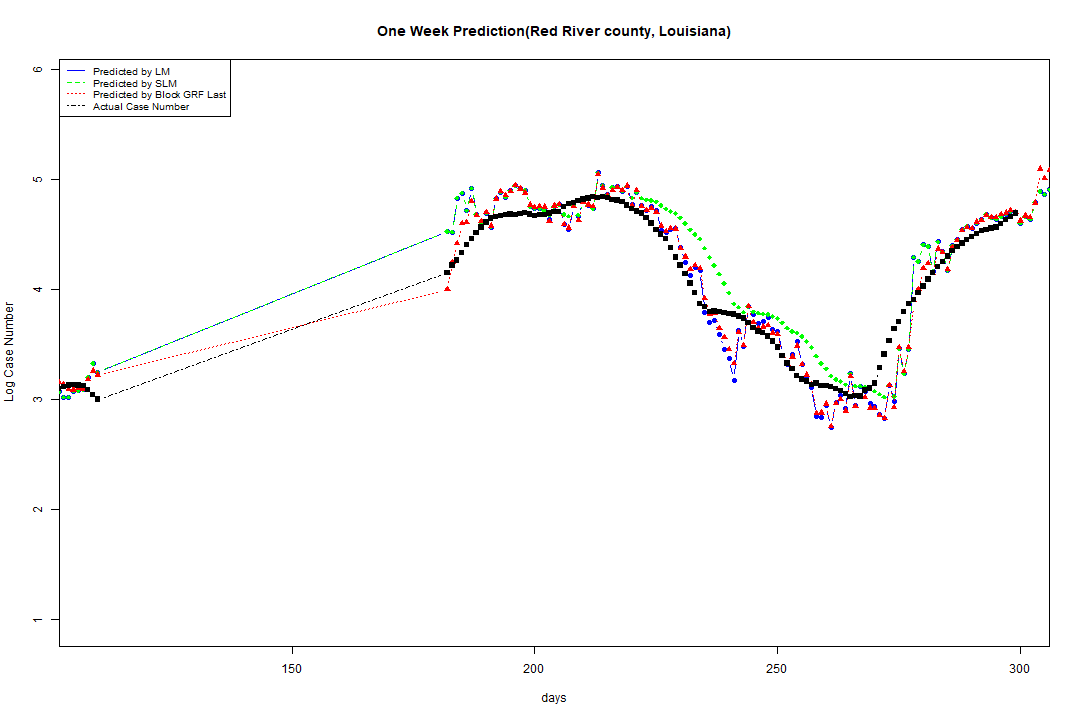 One Week Prediction(Red River county, Louisiana)
Predicted by LM
Predicted by SLM
Predicted by Block GRF Last
Actual Case Number
6
5
4
3
2
1
Log Case Number
150 200 250 300
days